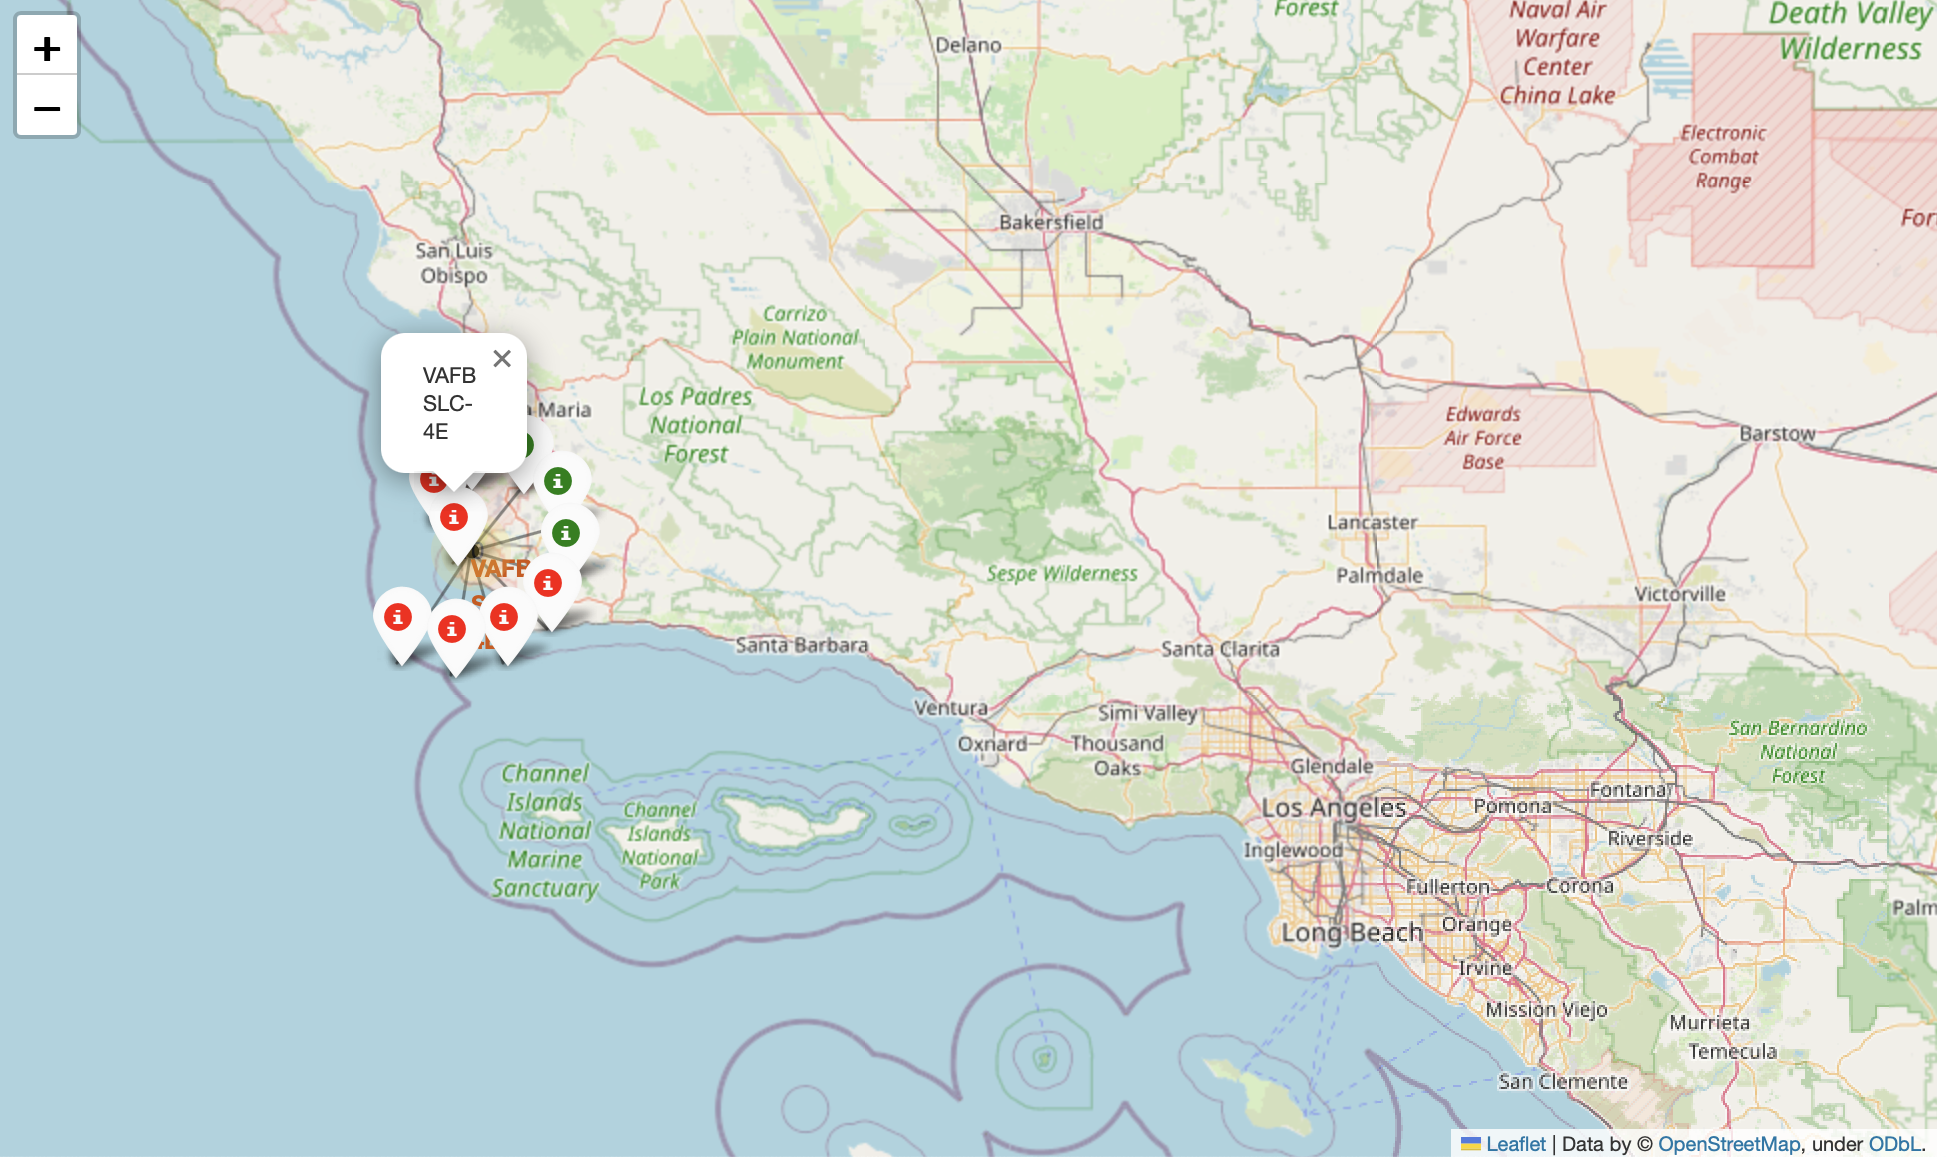 +
−
Forest
Naval Air
Warfare
Center
China Lake
Death Valley
Wilderness
Delano
Electronic
Combat
Range
Bakersfield
San Luis
Obispo
Carrizo
Plain National
Monument
×
VAFB
SLC-
4E
Maria
Los Padres
National
Forest
Edwards
Air Force
Base
Barstow
Lancaster
Sespe Wilderness
Palmdale
Victorville
VAFB
Santa Barbara
Santa Clarita
Ventura
Simi Valley
Oxnard
Thousand
Oaks
Glendale
San Bernardino
National
Forest
Channel
Islands
National
Marine
Sanctuary
Channel
Islands
National
Park
Los Angeles
Pomona
Fontana
Riverside
Inglewood
Fullerton
Corona
Orange
Long Beach
Irvine
Mission Viejo
Murrieta
Temecula
San Clemente
Leaflet | Data by © OpenStreetMap, under ODbL.